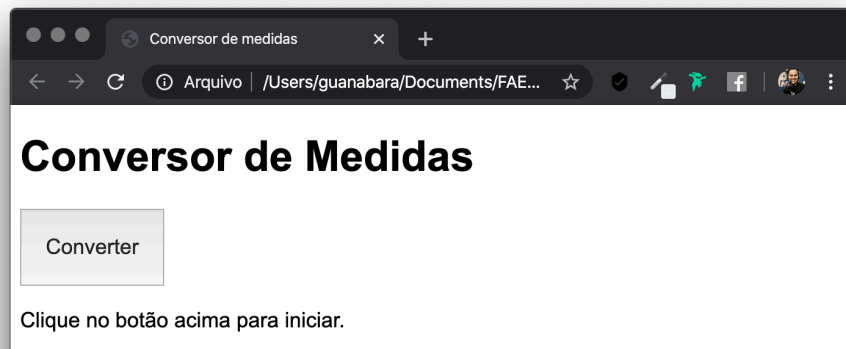 Conversor de medidas
Arquivo | /Users/guanabara/Documents/FAE...
Conversor de Medidas
Converter
Clique no botão acima para iniciar.